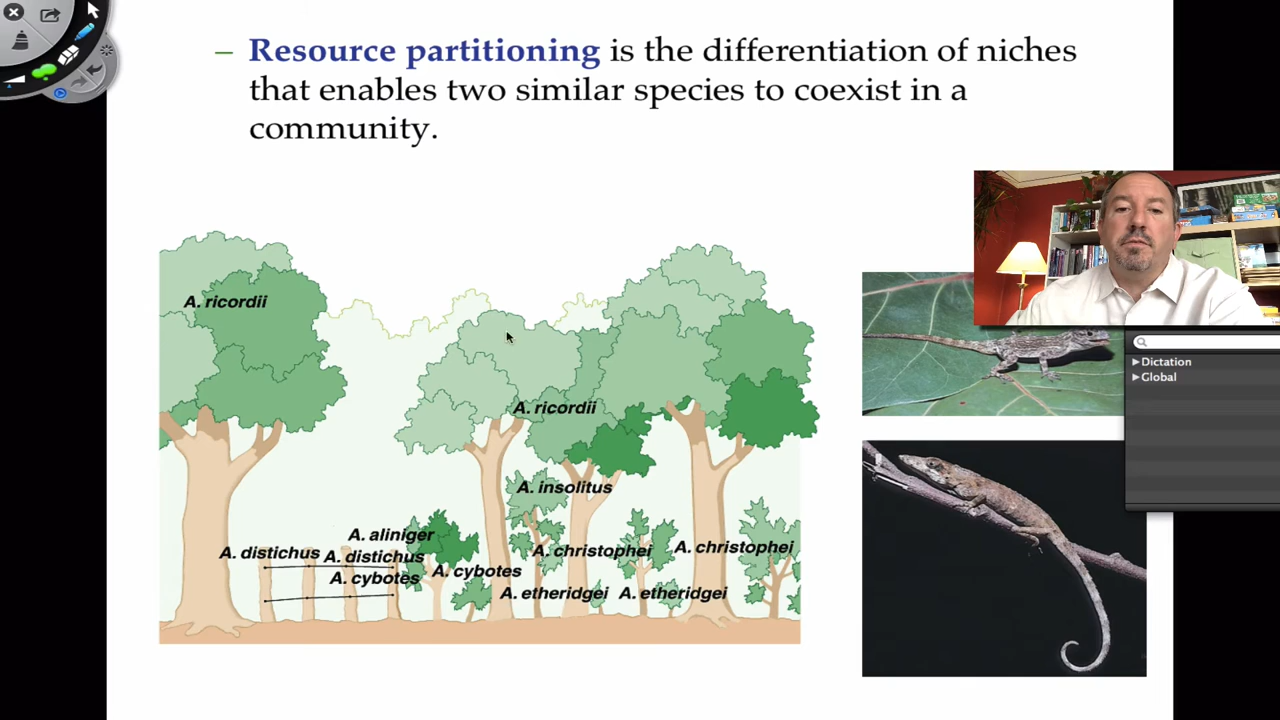 – Resource partitioning is the differentiation of niches
that enables two similar species to coexist in a
community.
A. ricordii
A. ricordii
A. insolitus
A. aliniger
A. distichus
A. distichus
A. christophei
A. christophei
A. cybotes
A. cybotes
A. etheridgei
A. etheridgei
Dictation
Global